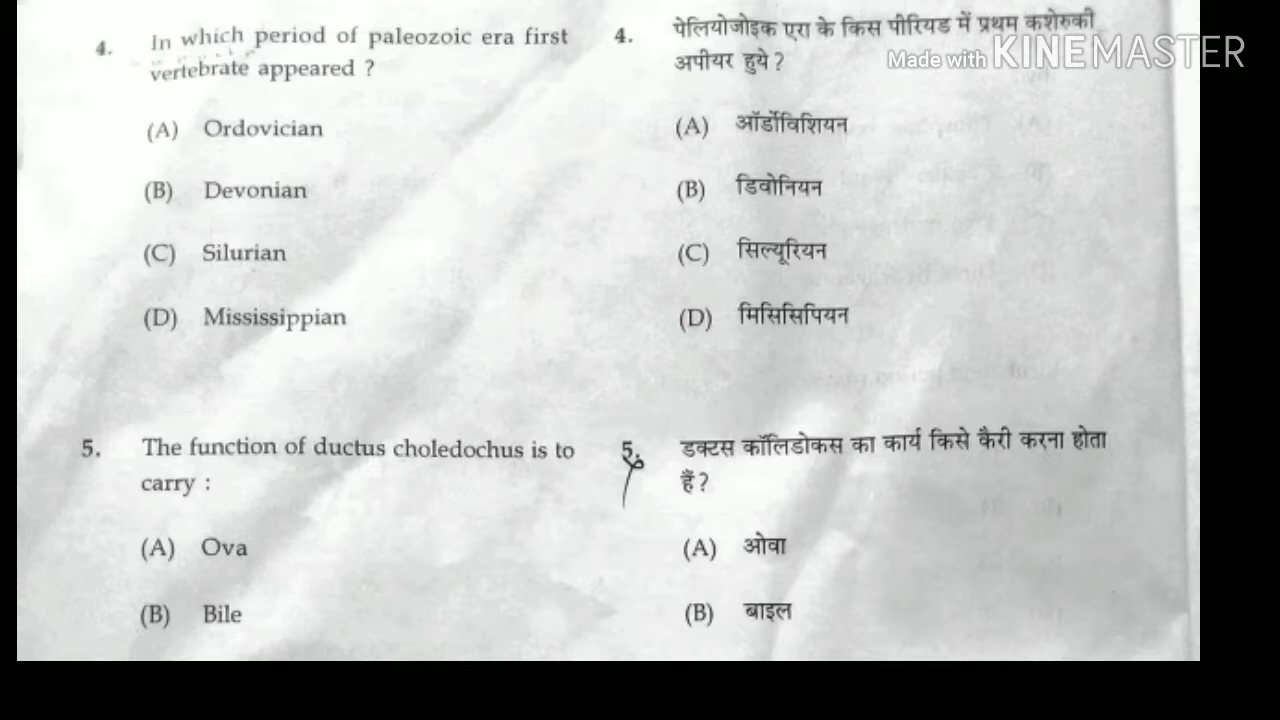 4. In which period of paleozoic era first
vertebrate appeared ?
(A) Ordovician
(B) Devonian
(C) Silurian
(D) Mississippian
5. The function of ductus choledochus is to
carry :
(A) Ova
(B) Bile
4. पेलियोजोइक एरा के किस पीरियड में प्रथम कशेरुकी
अपीयर हुये ?
Made with KINEMASTER
(A) ऑर्डोविशियन
(B) डिवोनियन
(C) सिल्यूरियन
(D) मिसिसिपियन
5. डक्टस कॉलिडोकस का कार्य किसे कैरी करना होता
हैं ?
(A) ओवा
(B) बाइल